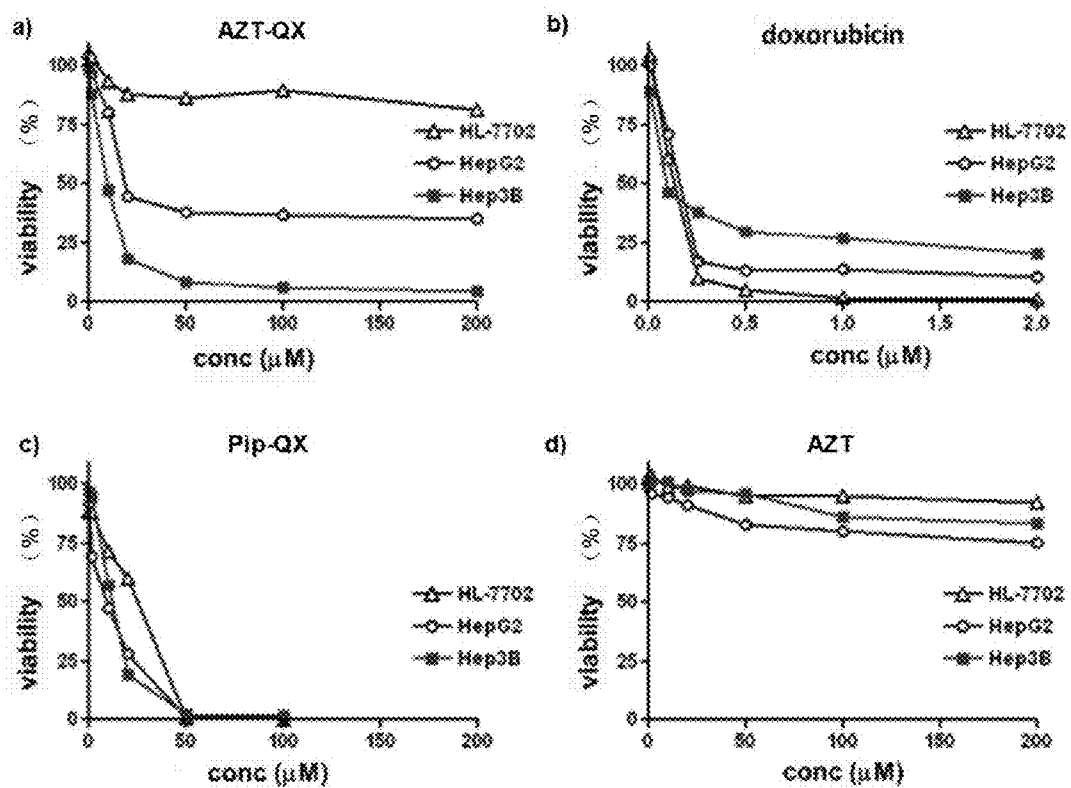 a)
AZT-QX
viability (%)
100
75
50
25
0
HL-7702
HepG2
Hep3B
0
50
100
150
200
conc (μM)
b)
doxorubicin
viability (%)
100
75
50
25
0
HL-7702
HepG2
Hep3B
0.0
0.5
1.0
1.5
2.0
conc (μM)
c)
Pip-QX
viability (%)
100
75
50
25
0
HL-7702
HepG2
Hep3B
0
50
100
150
200
conc (μM)
d)
AZT
viability (%)
100
75
50
25
0
HL-7702
HepG2
Hep3B
0
50
100
150
200
conc (μM)